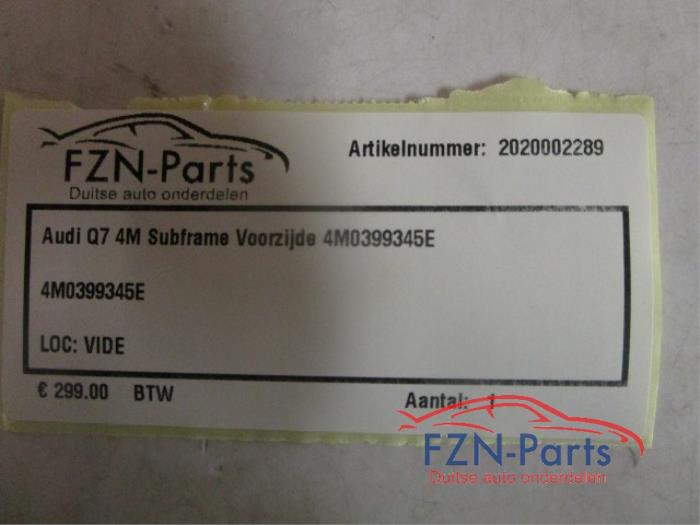 FZN-Parts
Duitse auto onderdelen
Artikelnummer: 2020002289
Audi Q7 4M Subframe Voorzijde 4M0399345E
4M0399345E
LOC: VIDE
€ 299.00 BTW
Aantal: 1
FZN-Parts
Duitse auto onderdelen